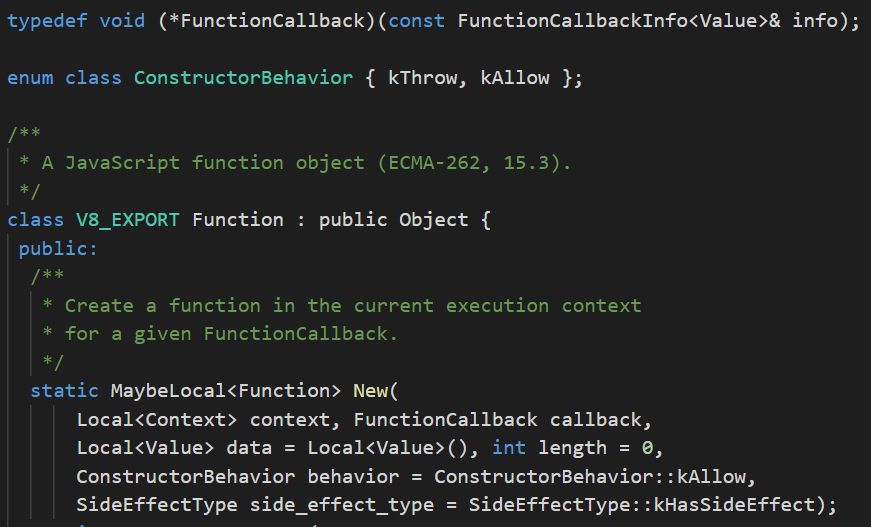 typedef void (*FunctionCallback)(const FunctionCallbackInfo<Value>& info);
enum class ConstructorBehavior { kThrow, kAllow };
/**
* A JavaScript function object (ECMA-262, 15.3).
*/
class V8_EXPORT Function : public Object {
public:
/**
* Create a function in the current execution context
* for a given FunctionCallback.
*/
static MaybeLocal<Function> New(
Local<Context> context, FunctionCallback callback,
Local<Value> data = Local<Value>(), int length = 0,
ConstructorBehavior behavior = ConstructorBehavior::kAllow,
SideEffectType side_effect_type = SideEffectType::kHasSideEffect);